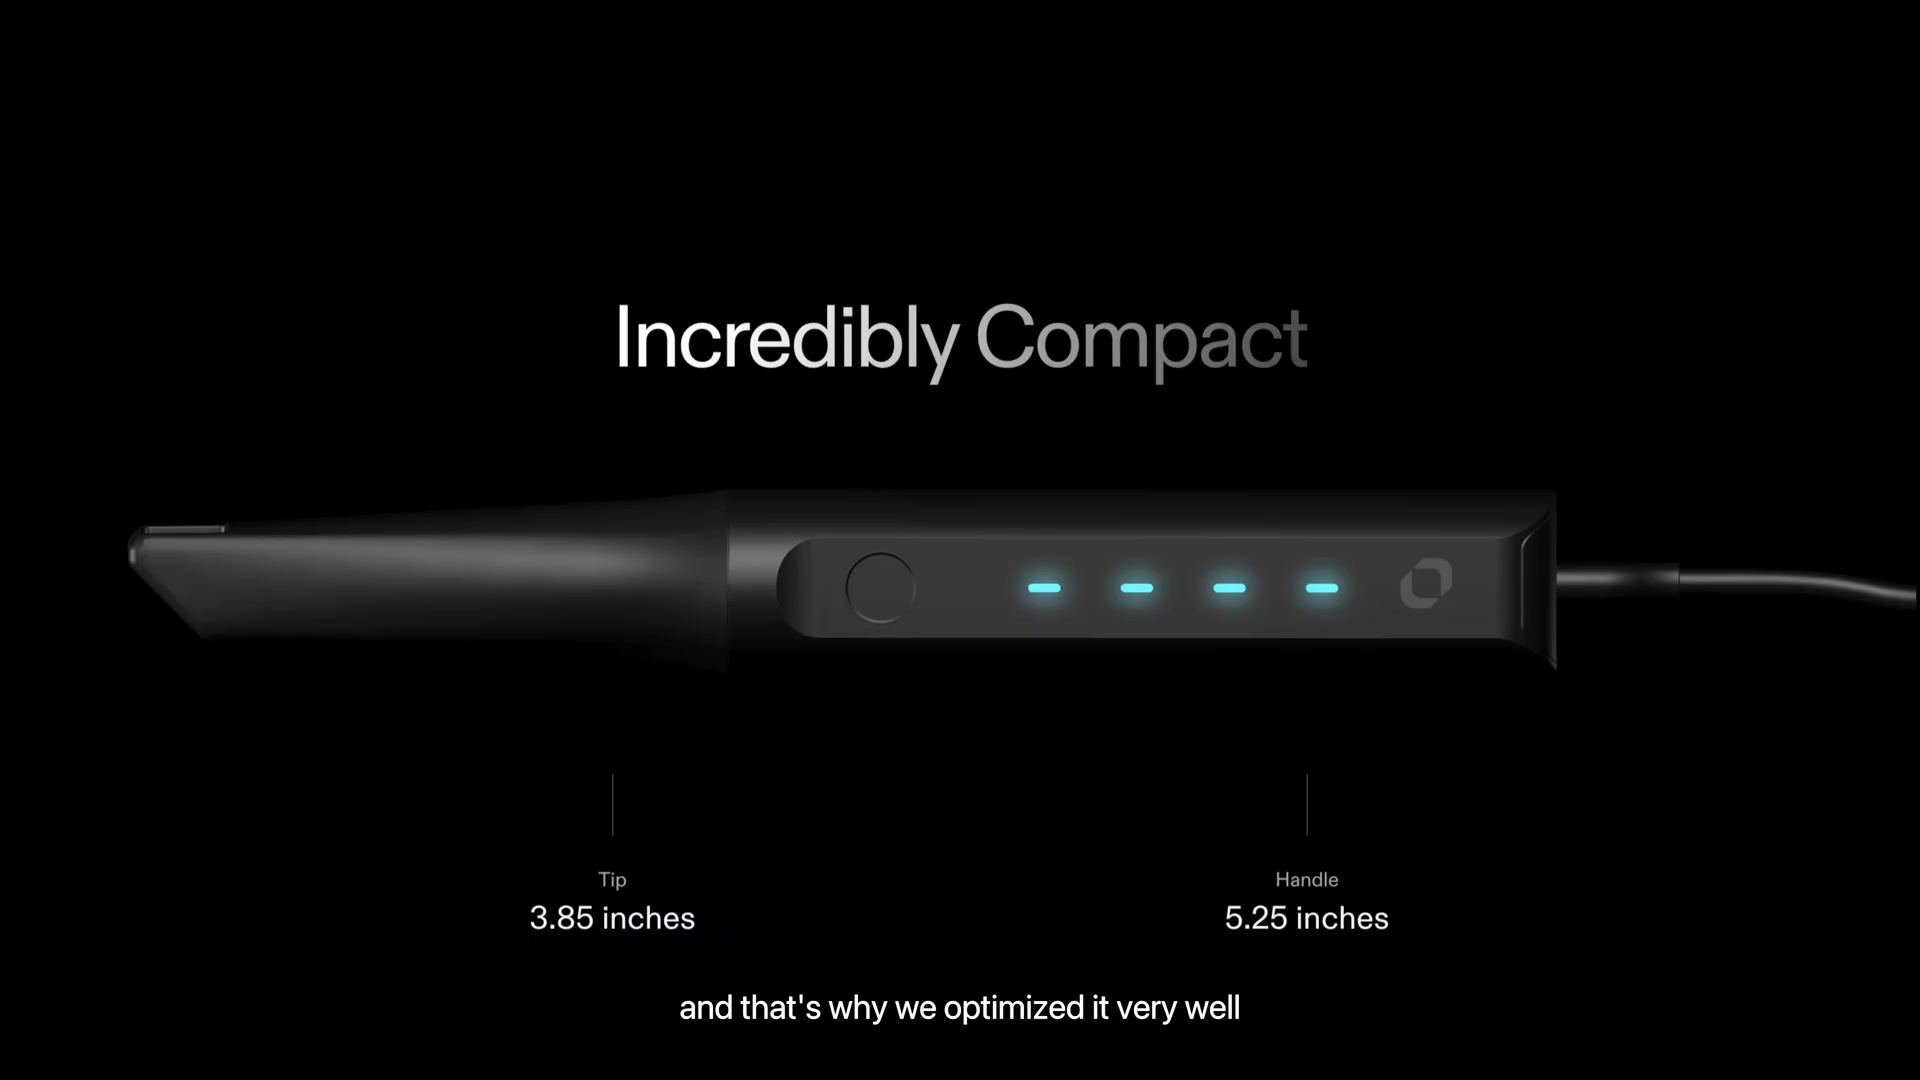 Incredibly Compact
Tip
3.85 inches
Handle
5.25 inches
and that's why we optimized it very well